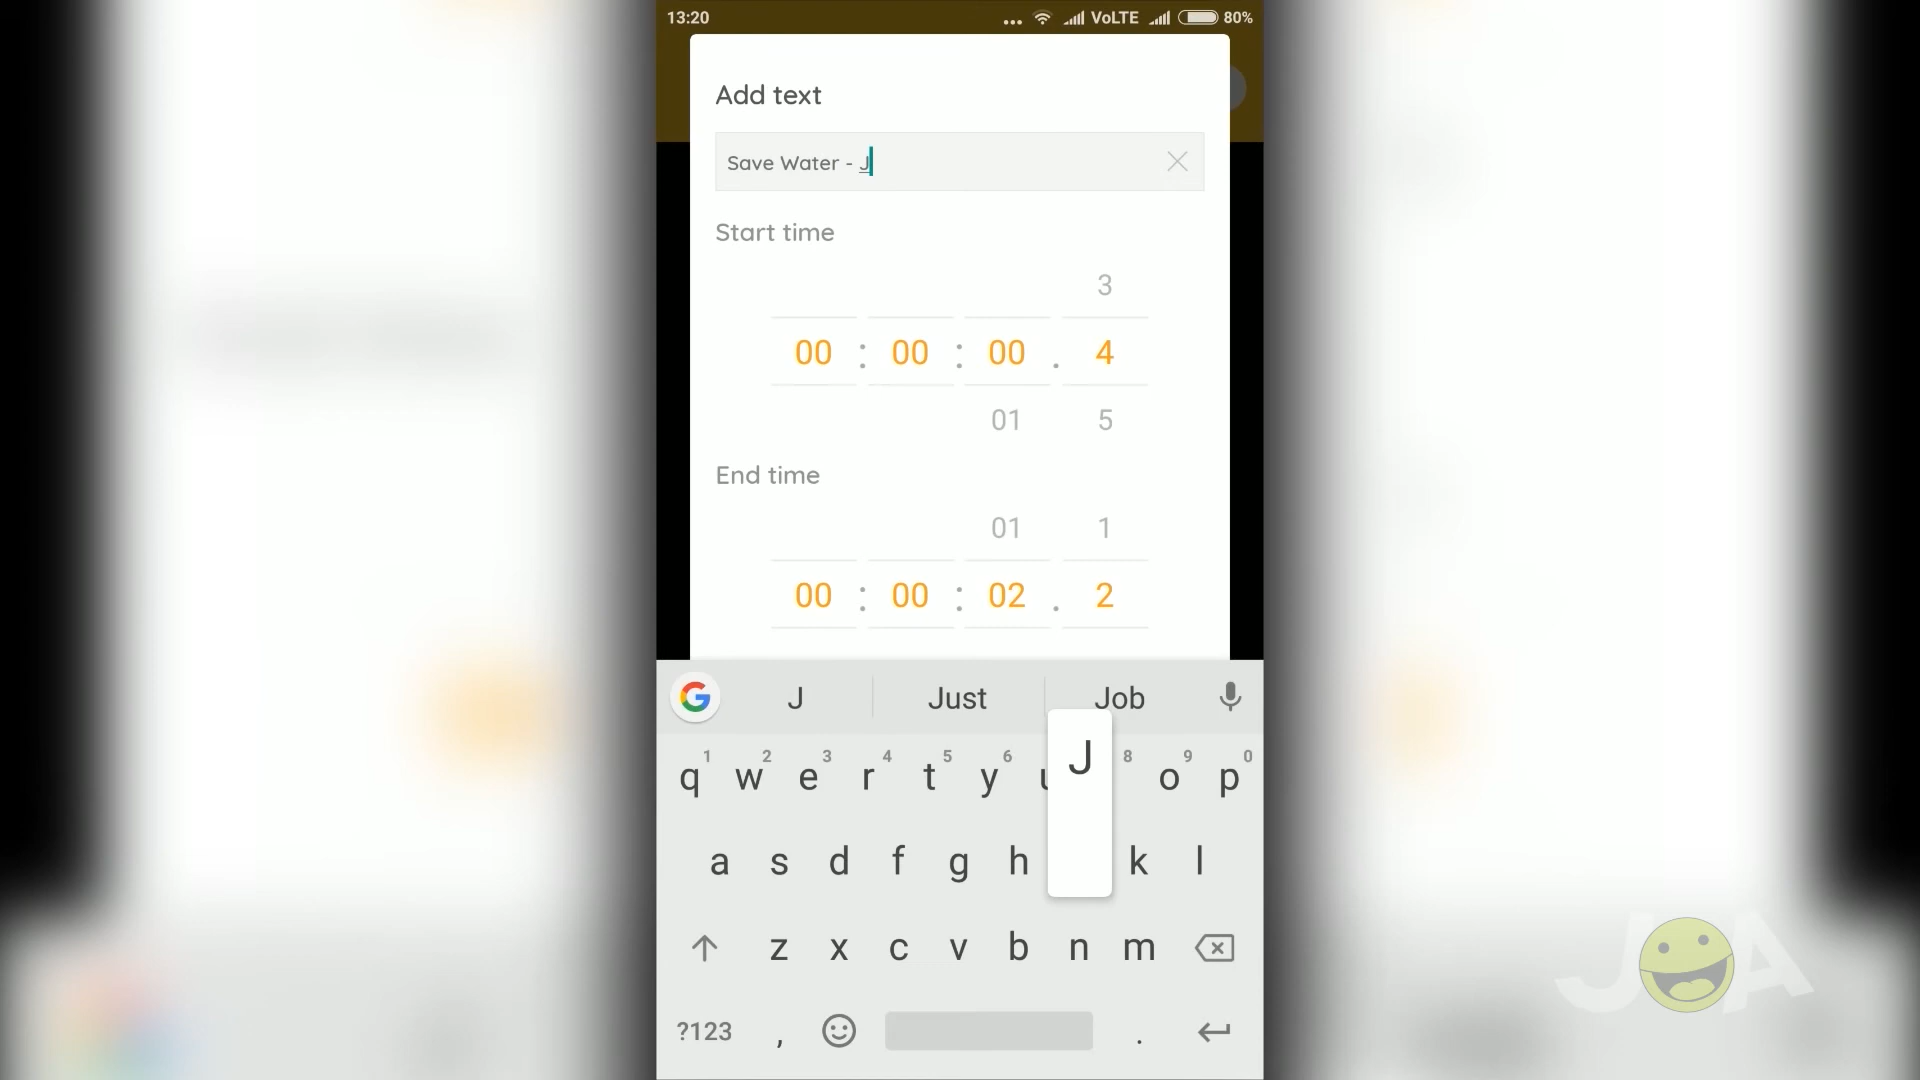 13:20 ... VoLTE 80%
Add text
Save Water - J
Start time
3
00 : 00 : 00 . 4
01 5
End time
01 1
00 : 00 : 02 . 2
J Just Job
1 2 3 4 5 6 8 9 0
q w e r t y u J o p
a s d f g h k l
z x c v b n m
?123 , .
J A